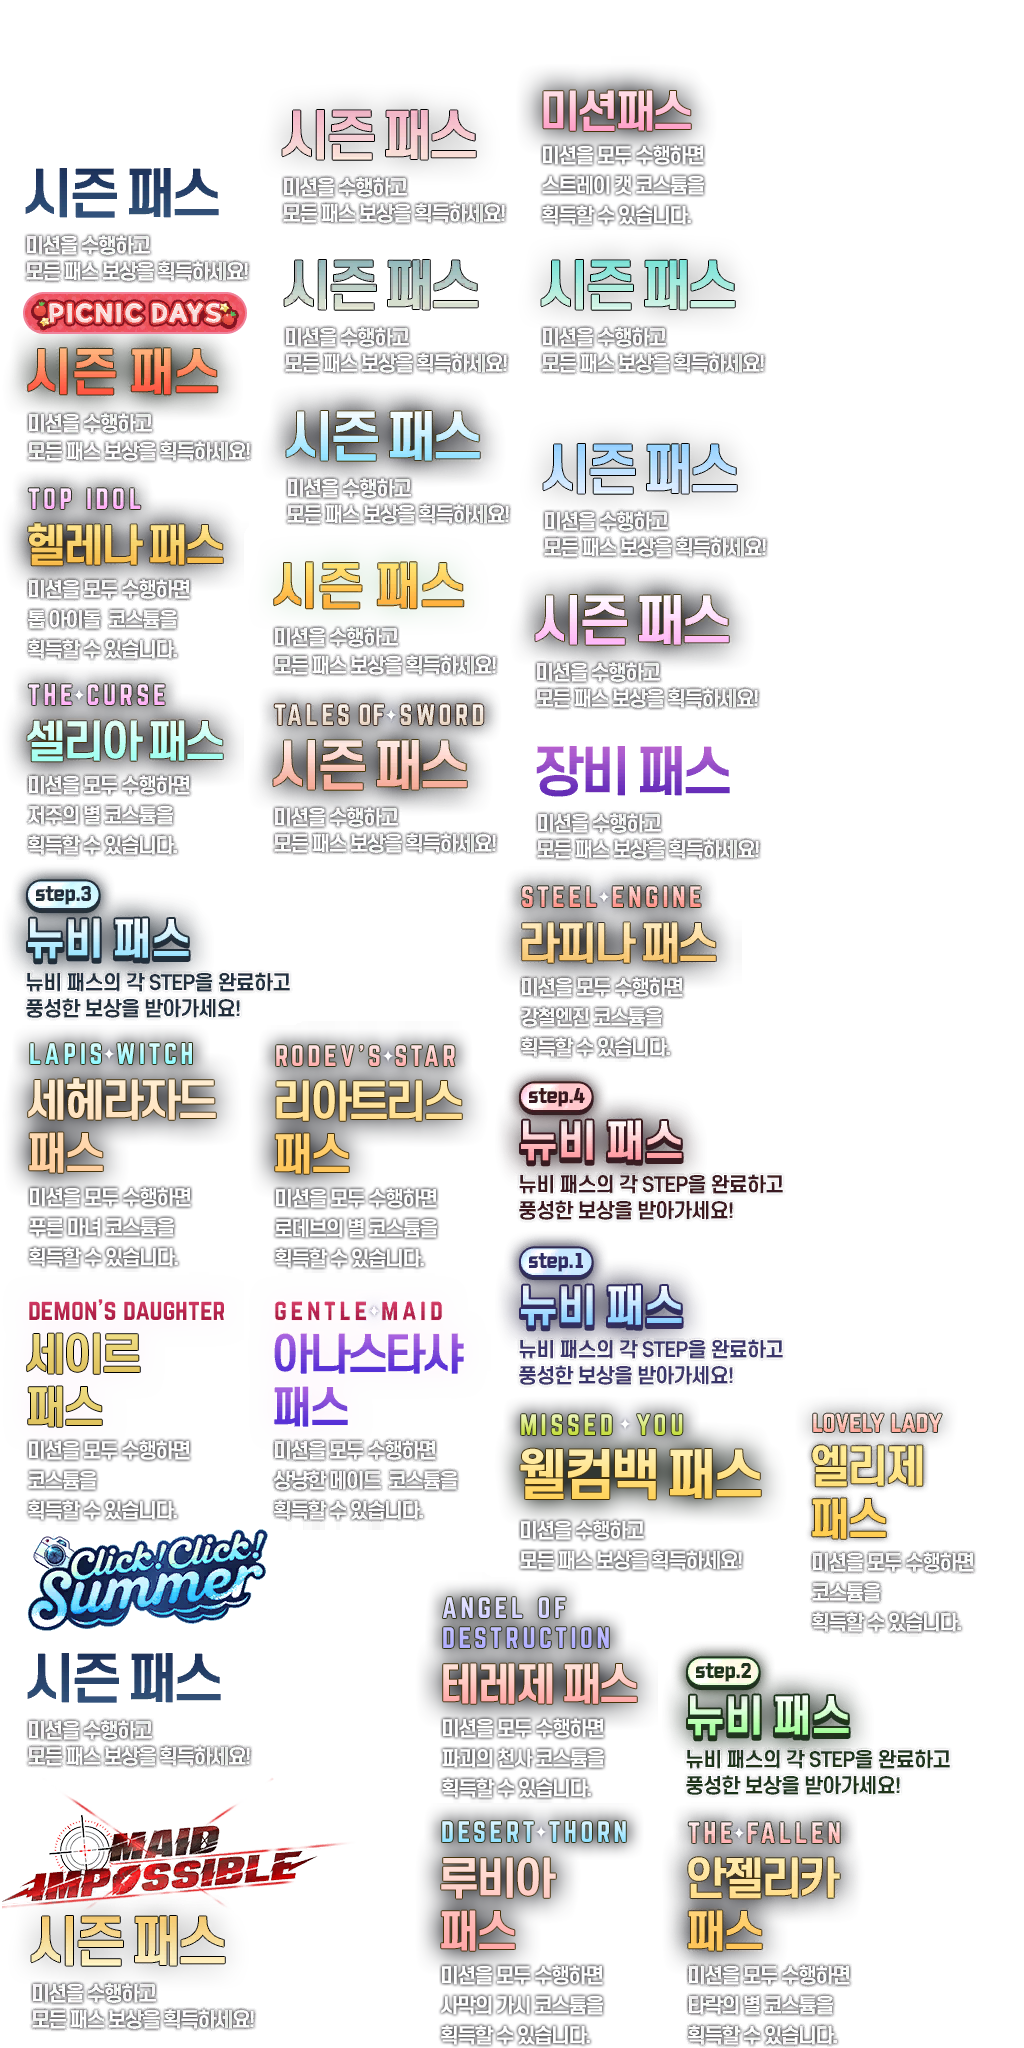 시즌 패스
미션을 수행하고
모든 패스 보상을 획득하세요!
PICNIC DAYS
시즌 패스
미션을 수행하고
모든 패스 보상을 획득하세요!
TOP IDOL
헬레나 패스
미션을 모두 수행하면
톱 아이돌 코스튬을
획득할 수 있습니다.
THE CURSE
셀리아 패스
미션을 모두 수행하면
저주의 별 코스튬을
획득할 수 있습니다.
step.3
뉴비 패스
뉴비 패스의 각 STEP을 완료하고
풍성한 보상을 받아가세요!
LAPIS WITCH
세헤라자드
패스
미션을 모두 수행하면
푸른 마녀 코스튬을
획득할 수 있습니다.
DEMON'S DAUGHTER
세이르
패스
미션을 모두 수행하면
코스튬을
획득할 수 있습니다.
Click! Click!
Summer
시즌 패스
미션을 수행하고
모든 패스 보상을 획득하세요!
MAID
IMPOSSIBLE
시즌 패스
미션을 수행하고
모든 패스 보상을 획득하세요!
시즌 패스
미션을 수행하고
모든 패스 보상을 획득하세요!
시즌 패스
미션을 수행하고
모든 패스 보상을 획득하세요!
시즌 패스
미션을 수행하고
모든 패스 보상을 획득하세요!
시즌 패스
미션을 수행하고
모든 패스 보상을 획득하세요!
TALES OF SWORD
시즌 패스
미션을 수행하고
모든 패스 보상을 획득하세요!
RODEV'S STAR
리아트리스
패스
미션을 모두 수행하면
로데브의 별 코스튬을
획득할 수 있습니다.
GENTLE MAID
아나스타샤
패스
미션을 모두 수행하면
상냥한 메이드 코스튬을
획득할 수 있습니다.
미션패스
미션을 모두 수행하면
스트레이 캣 코스튬을
획득할 수 있습니다.
시즌 패스
미션을 수행하고
모든 패스 보상을 획득하세요!
시즌 패스
미션을 수행하고
모든 패스 보상을 획득하세요!
시즌 패스
미션을 수행하고
모든 패스 보상을 획득하세요!
장비 패스
미션을 수행하고
모든 패스 보상을 획득하세요!
STEEL ENGINE
라피나 패스
미션을 모두 수행하면
강철엔진 코스튬을
획득할 수 있습니다.
step.4
뉴비 패스
뉴비 패스의 각 STEP을 완료하고
풍성한 보상을 받아가세요!
step.1
뉴비 패스
뉴비 패스의 각 STEP을 완료하고
풍성한 보상을 받아가세요!
MISSED YOU
웰컴백 패스
미션을 수행하고
모든 패스 보상을 획득하세요!
LOVELY LADY
엘리제
패스
미션을 모두 수행하면
코스튬을
획득할 수 있습니다.
ANGEL OF
DESTRUCTION
테레제 패스
미션을 모두 수행하면
파괴의 천사 코스튬을
획득할 수 있습니다.
step.2
뉴비 패스
뉴비 패스의 각 STEP을 완료하고
풍성한 보상을 받아가세요!
DESERT THORN
루비아
패스
미션을 모두 수행하면
사막의 가시 코스튬을
획득할 수 있습니다.
THE FALLEN
안젤리카
패스
미션을 모두 수행하면
타락의 별 코스튬을
획득할 수 있습니다.